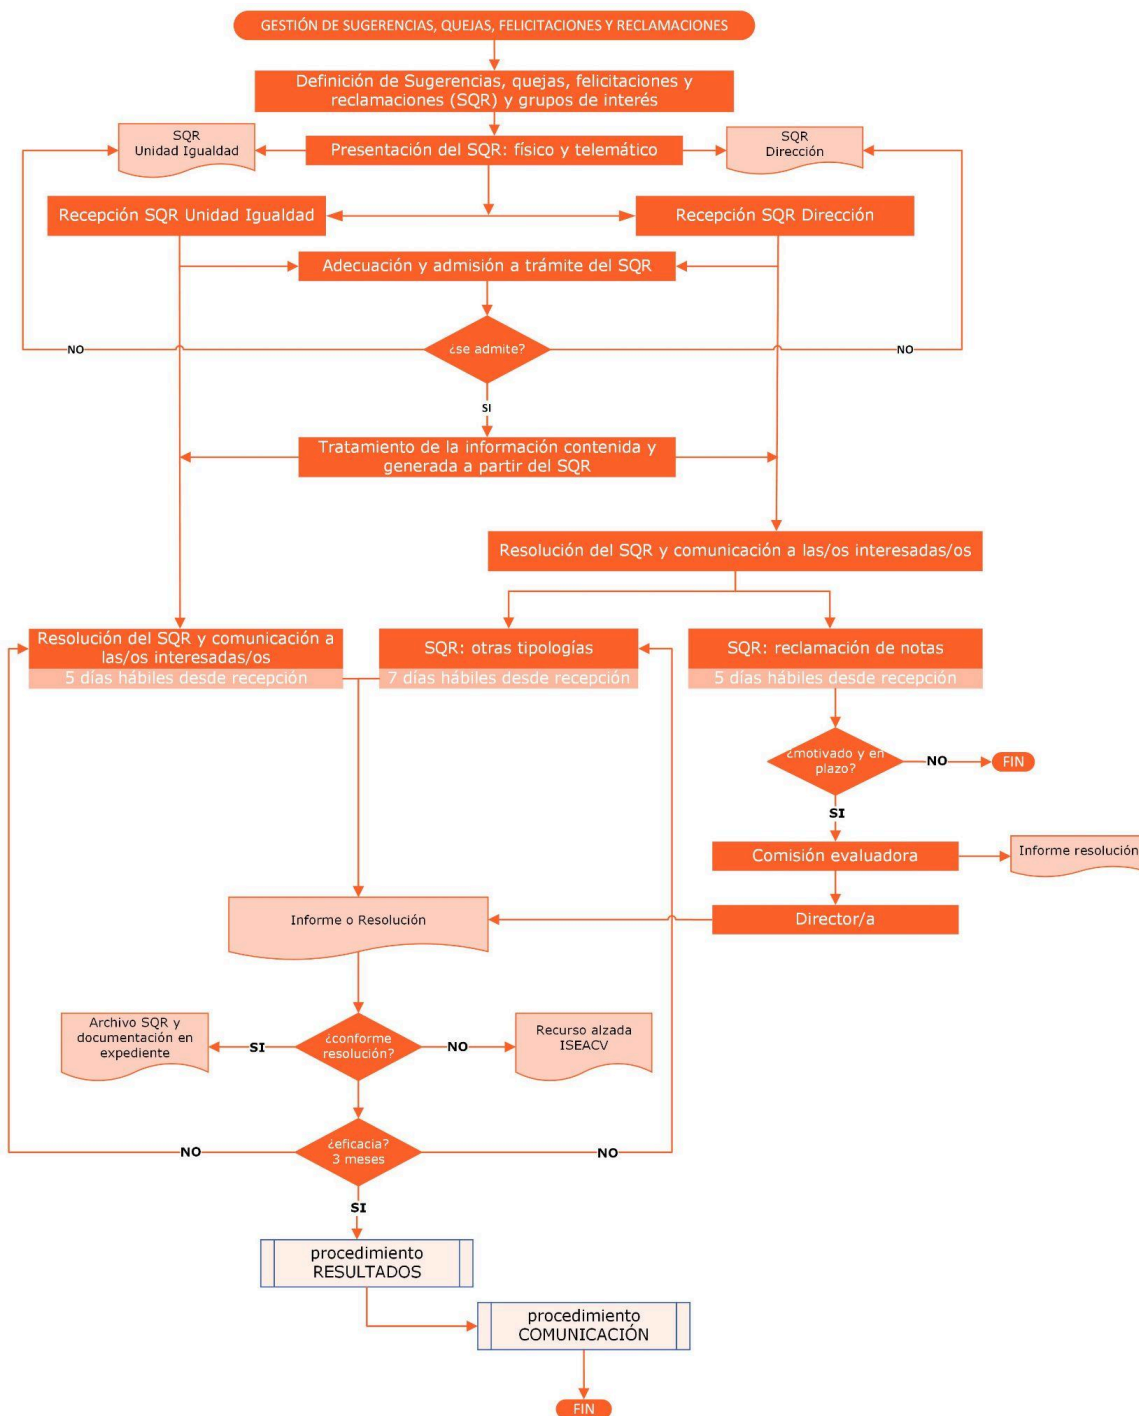 GESTIÓN DE SUGERENCIAS, QUEJAS, FELICITACIONES Y RECLAMACIONES
Definición de Sugerencias, quejas, felicitaciones y
reclamaciones (SQR) y grupos de interés
SQR
Unidad Igualdad
Presentación del SQR: físico y telemático
SQR
Dirección
Recepción SQR Unidad Igualdad
Recepción SQR Dirección
Adecuación y admisión a trámite del SQR
NO
¿se admite?
NO
SI
Tratamiento de la información contenida y
generada a partir del SQR
Resolución del SQR y comunicación a las/os interesadas/os
Resolución del SQR y comunicación a
las/os interesadas/os
5 días hábiles desde recepción
SQR: otras tipologías
7 días hábiles desde recepción
SQR: reclamación de notas
5 días hábiles desde recepción
¿motivado y en
plazo?
NO
FIN
SI
Comisión evaluadora
Informe resolución
Informe o Resolución
Director/a
Archivo SQR y
documentación en
expediente
SI
¿conforme
resolución?
NO
Recurso alzada
ISEACV
NO
¿eficacia?
3 meses
NO
SI
procedimiento
RESULTADOS
procedimiento
COMUNICACIÓN
FIN